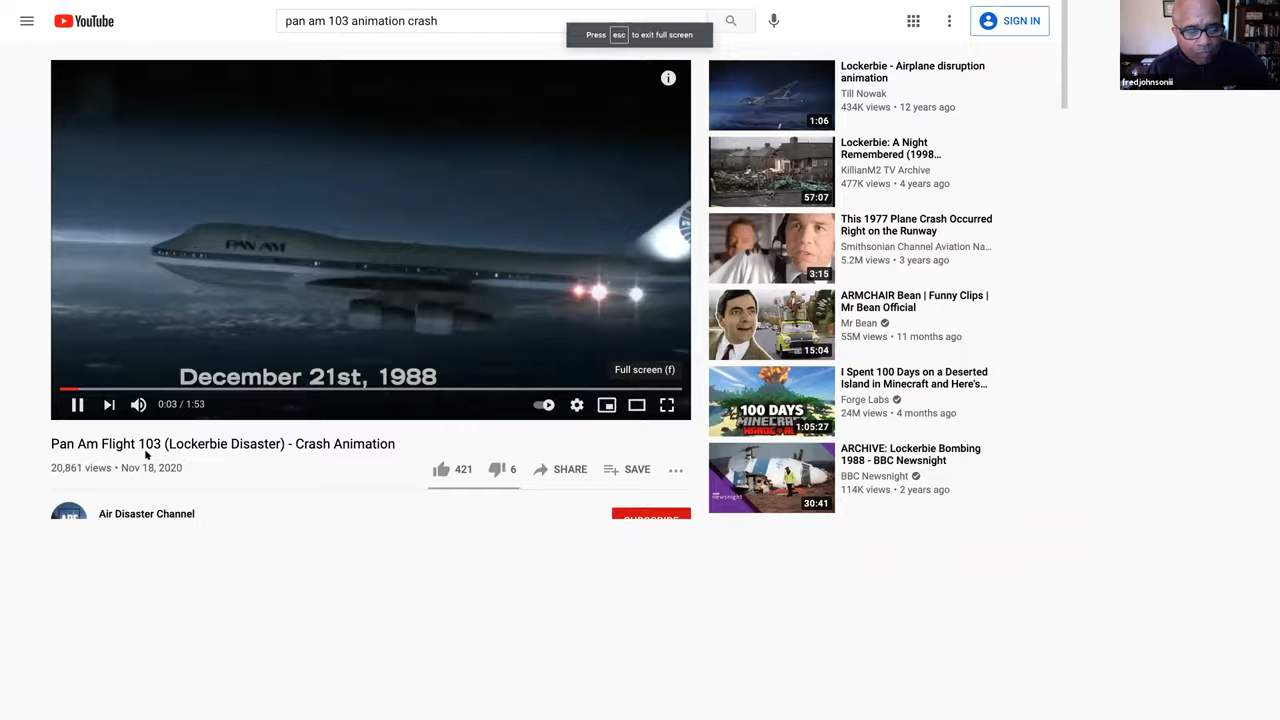 YouTube
pan am 103 animation crash
Press esc to exit full screen
SIGN IN
fredjohnsoniii
PAN AM
December 21st, 1988
Full screen (f)
0:03 / 1:53
Pan Am Flight 103 (Lockerbie Disaster) - Crash Animation
20,861 views • Nov 18, 2020
421
6
SHARE
SAVE
Air Disaster Channel
Lockerbie - Airplane disruption
animation
Till Nowak
434K views • 12 years ago
1:06
Lockerbie: A Night
Remembered (1998...
KillianM2 TV Archive
477K views • 4 years ago
57:07
This 1977 Plane Crash Occurred
Right on the Runway
Smithsonian Channel Aviation Na...
5.2M views • 3 years ago
3:15
ARMCHAIR Bean | Funny Clips |
Mr Bean Official
Mr Bean
55M views • 11 months ago
15:04
I Spent 100 Days on a Deserted
Island in Minecraft and Here's...
Forge Labs
24M views • 4 months ago
100 DAYS
MINECRAFT
HARDCORE
1:05:27
ARCHIVE: Lockerbie Bombing
1988 - BBC Newsnight
BBC Newsnight
114K views • 2 years ago
newsnight
30:41